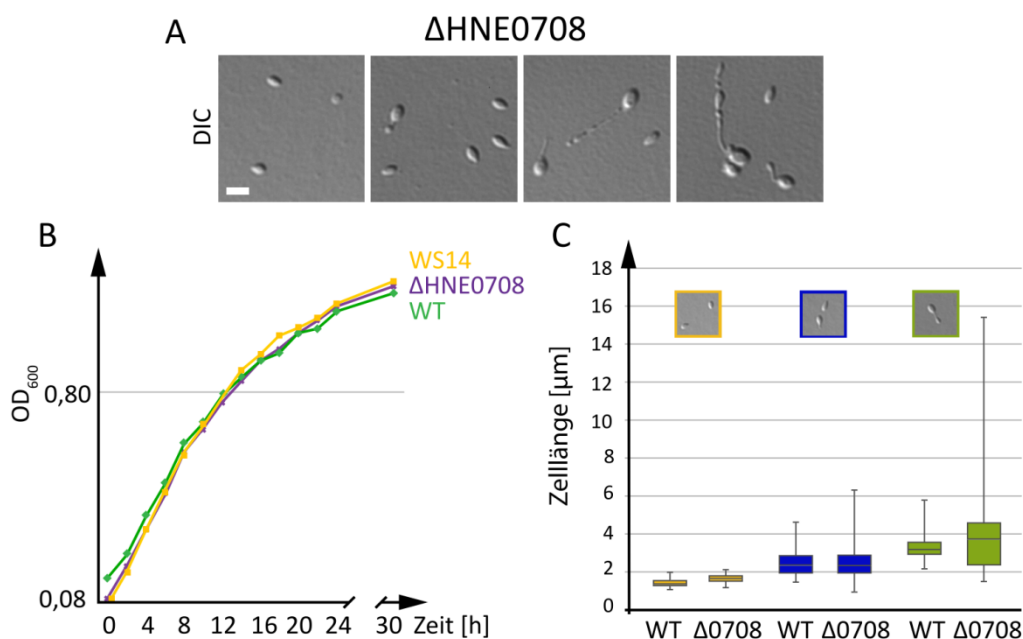 A
ΔHNE0708
DIC
B
WS14
ΔHNE0708
WT
OD600
0,80
0,08
0 4 8 12 16 20 24 30 Zeit [h]
C
Zelllänge [µm]
18
16
14
12
10
8
6
4
2
0
WT Δ0708 WT Δ0708 WT Δ0708